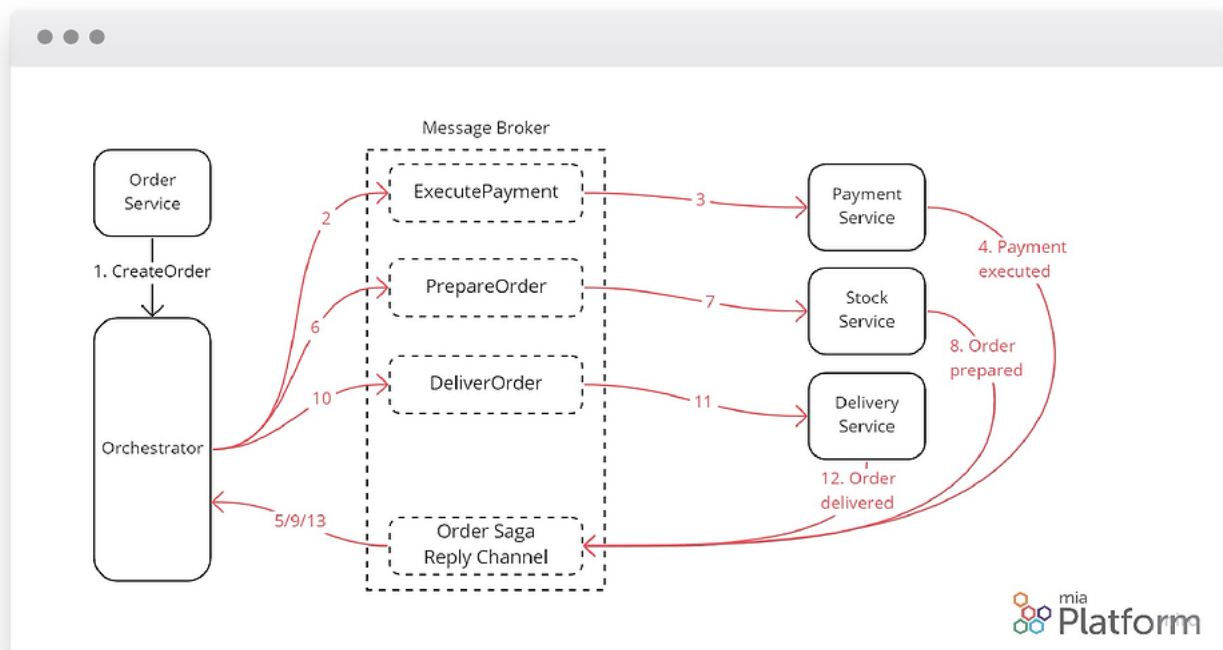 Message Broker
Order
Service
1. CreateOrder
Orchestrator
ExecutePayment
PrepareOrder
DeliverOrder
Order Saga
Reply Channel
2
6
10
5/9/13
3
7
11
Payment
Service
Stock
Service
Delivery
Service
4. Payment
executed
8. Order
prepared
12. Order
delivered
mia
Platform